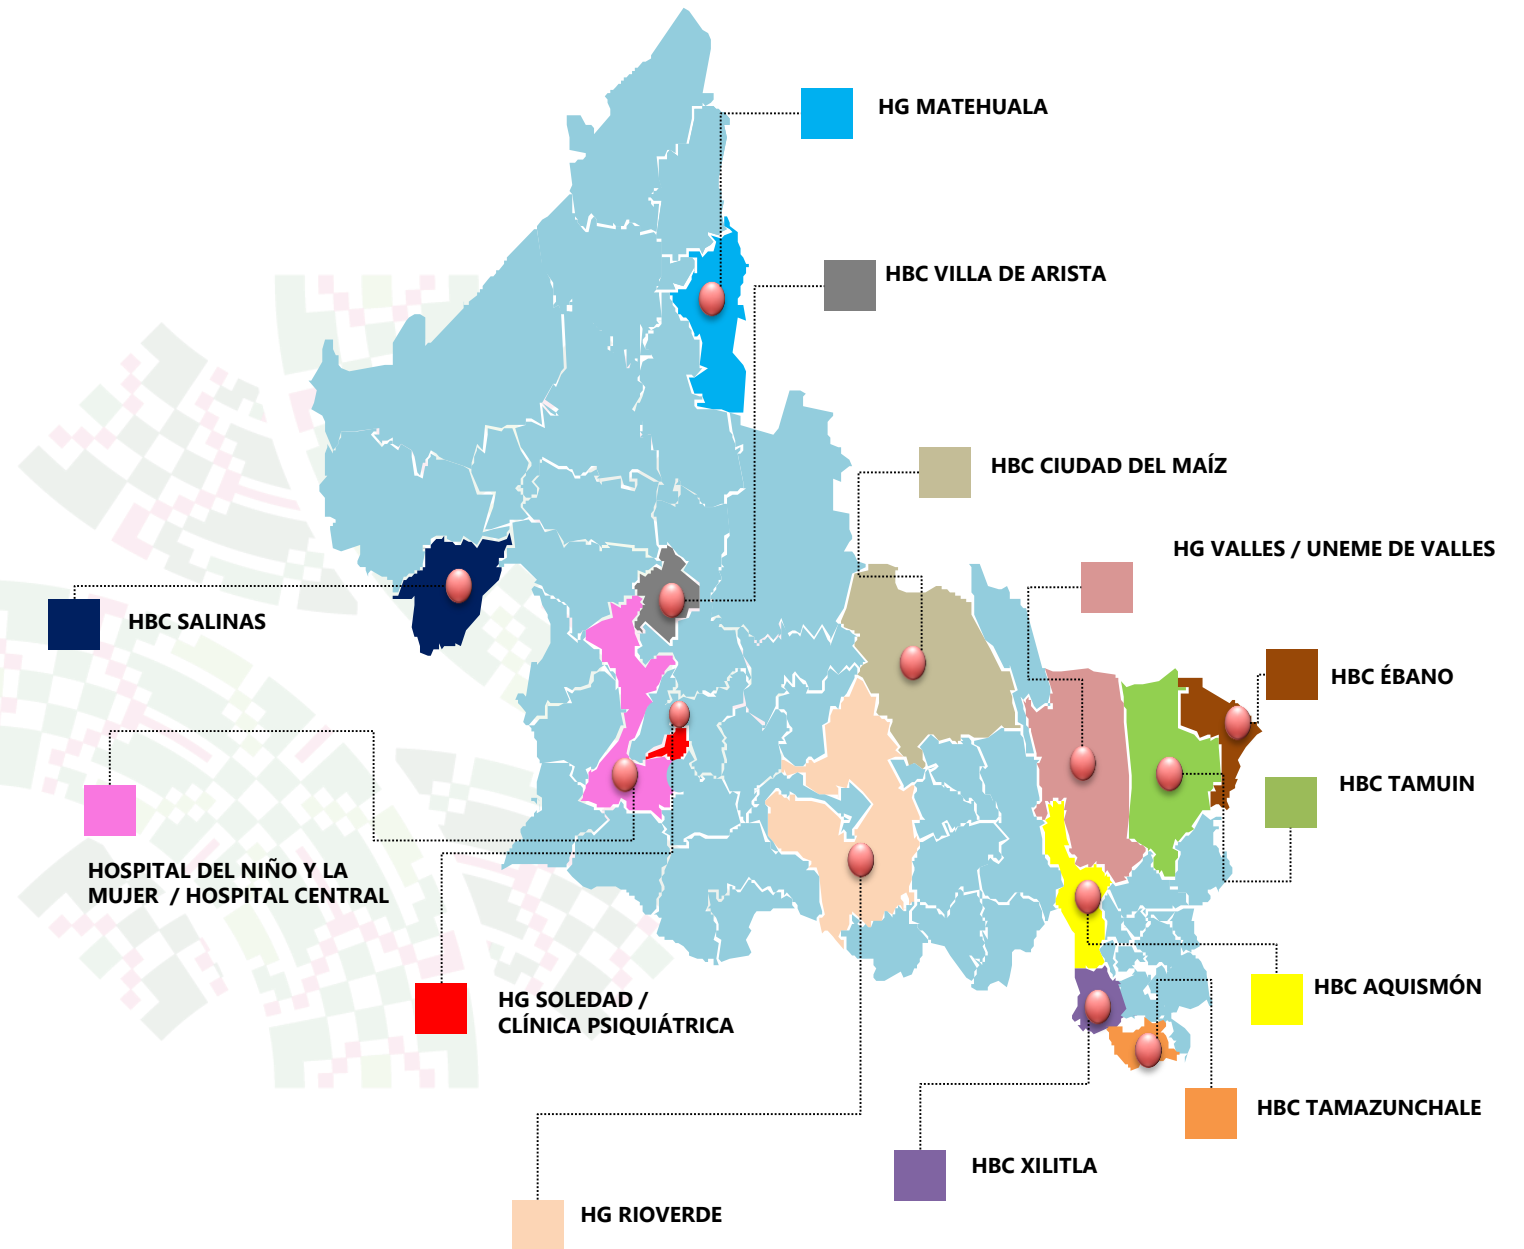 HG MATEHUALA
HBC VILLA DE ARISTA
HBC CIUDAD DEL MAÍZ
HG VALLES / UNEME DE VALLES
HBC SALINAS
HBC ÉBANO
HBC TAMUIN
HOSPITAL DEL NIÑO Y LA
MUJER / HOSPITAL CENTRAL
HBC AQUISMÓN
HG SOLEDAD /
CLÍNICA PSIQUIÁTRICA
HBC TAMAZUNCHALE
HBC XILITLA
HG RIOVERDE